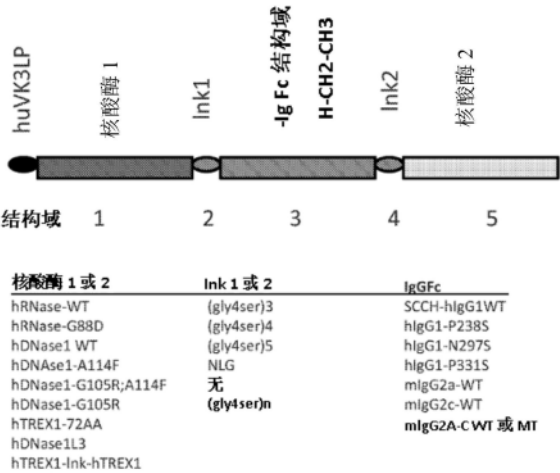 huVK3LP
核酸酶 1
lnk1
-Ig Fc 结构域
H-CH2-CH3
lnk2
核酸酶 2
结构域 1 2 3 4 5
核酸酶 1 或 2 lnk 1 或 2 IgGFc
hRNase-WT (gly4ser)3 SCCH-hIgG1WT
hRNase-G88D (gly4ser)4 hIgG1-P238S
hDNase1 WT (gly4ser)5 hIgG1-N297S
hDNAse1-A114F NLG hIgG1-P331S
hDNase1-G105R;A114F 无 mIgG2a-WT
hDNase1-G105R (gly4ser)n mIgG2c-WT
hTREX1-72AA mIgG2A-C WT 或 MT
hDNase1L3
hTREX1-lnk-hTREX1